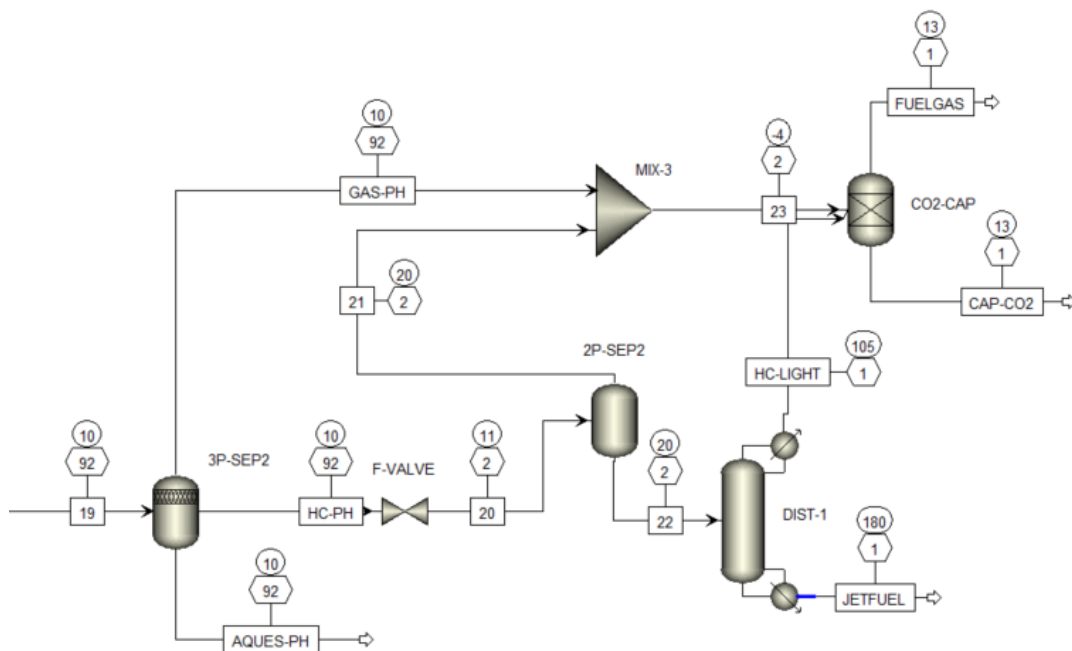 13
1
FUELGAS
10
92
GAS-PH
MIX-3
-4
2
23
CO2-CAP
13
1
CAP-CO2
21
20
2
2P-SEP2
105
1
HC-LIGHT
10
92
19
3P-SEP2
10
92
HC-PH
F-VALVE
11
2
20
20
2
22
DIST-1
180
1
JETFUEL
10
92
AQUES-PH